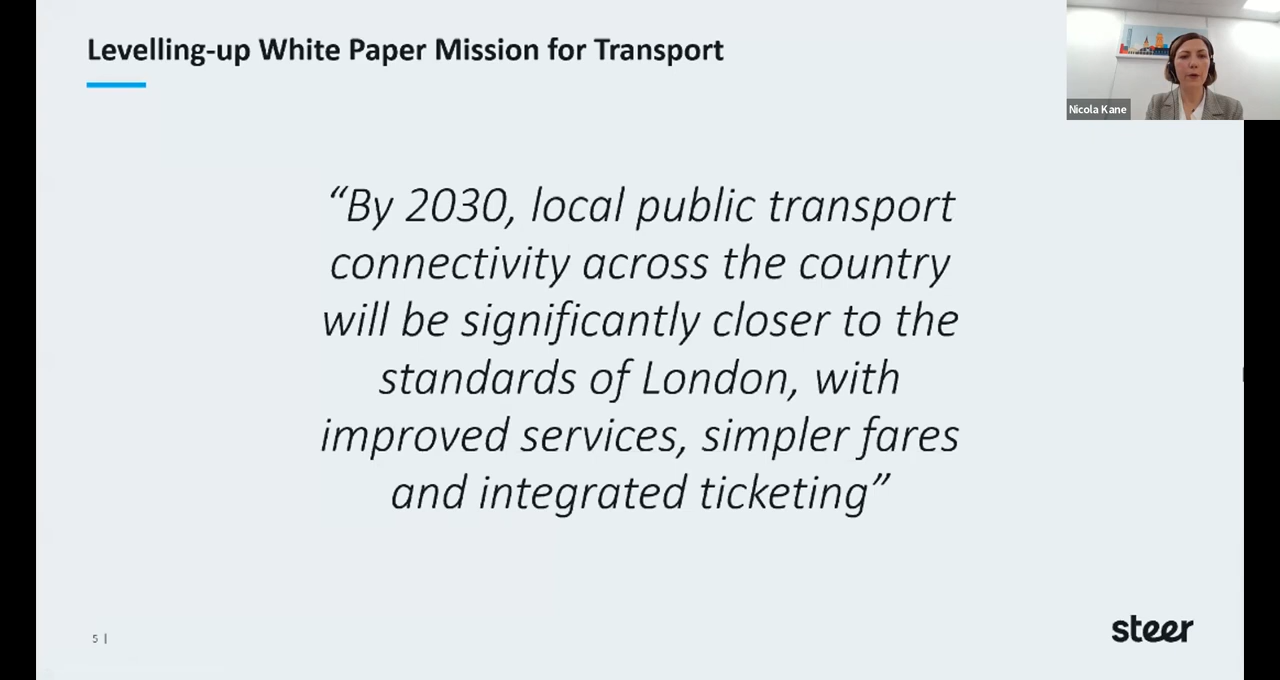 Levelling-up White Paper Mission for Transport
Nicola Kane
“By 2030, local public transport
connectivity across the country
will be significantly closer to the
standards of London, with
improved services, simpler fares
and integrated ticketing”
5 |
steer